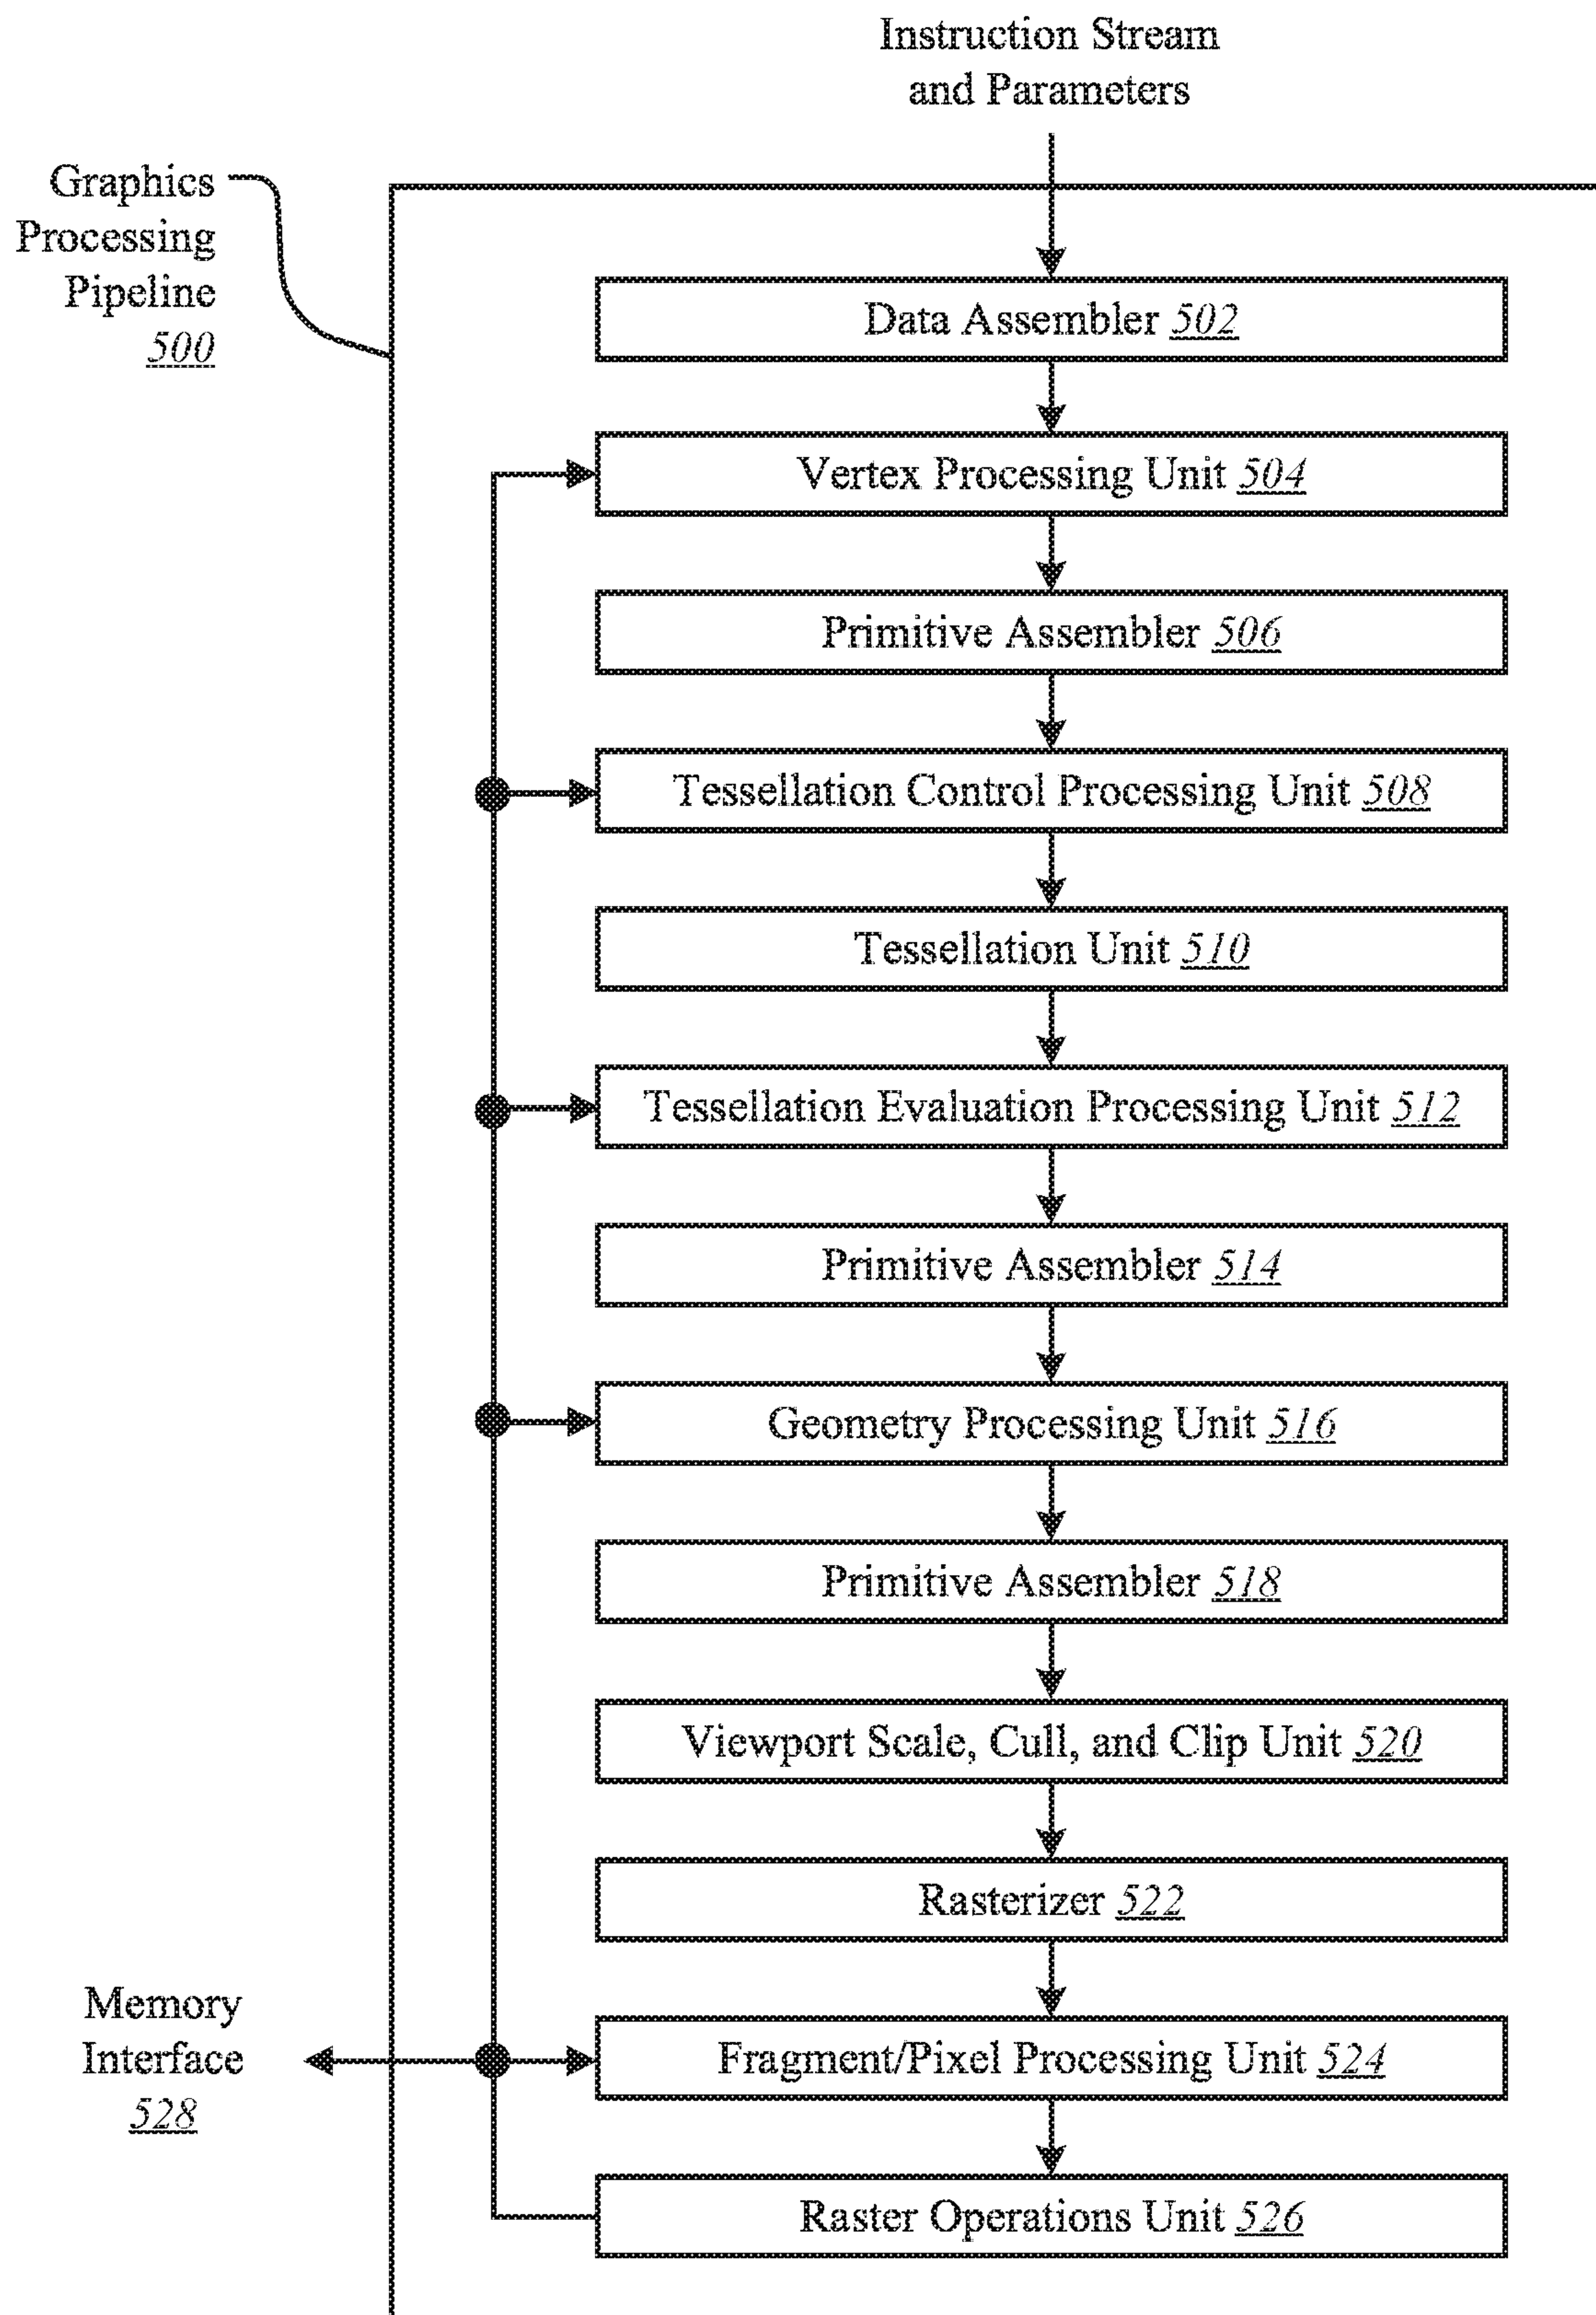 Instruction Stream
and Parameters
Graphics
Processing
Pipeline
500
Data Assembler 502
Vertex Processing Unit 504
Primitive Assembler 506
Tessellation Control Processing Unit 508
Tessellation Unit 510
Tessellation Evaluation Processing Unit 512
Primitive Assembler 514
Geometry Processing Unit 516
Primitive Assembler 518
Viewport Scale, Cull, and Clip Unit 520
Rasterizer 522
Memory
Interface
528
Fragment/Pixel Processing Unit 524
Raster Operations Unit 526